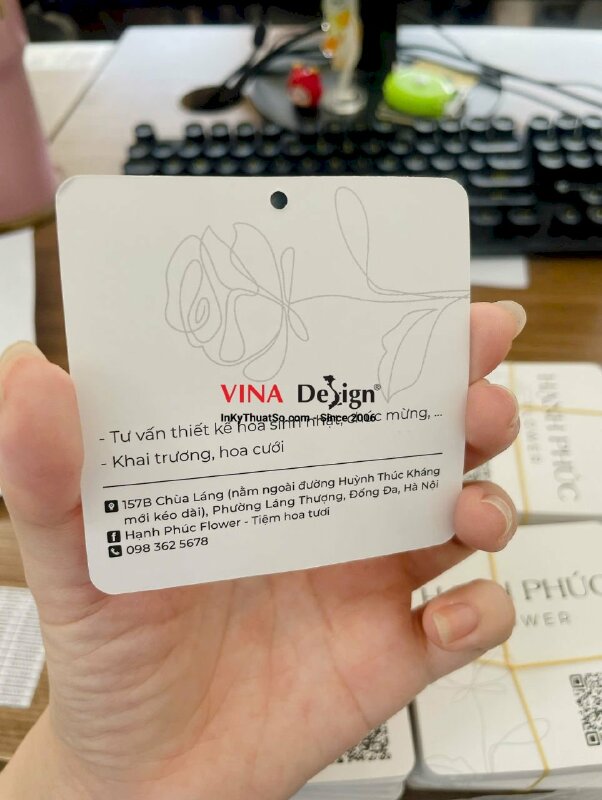 VINA Design®
InKyThuatSo.com - Since 2006
- Tư vấn thiết kế hoa sinh nhật, chúc mừng, ...
- Khai trương, hoa cưới
157B Chùa Láng (nằm ngoài đường Huỳnh Thúc Kháng
mới kéo dài), Phường Láng Thượng, Đống Đa, Hà Nội
Hạnh Phúc Flower - Tiệm hoa tươi
098 362 5678
HẠNH PHÚC
FLOWER
PHÚC
WER